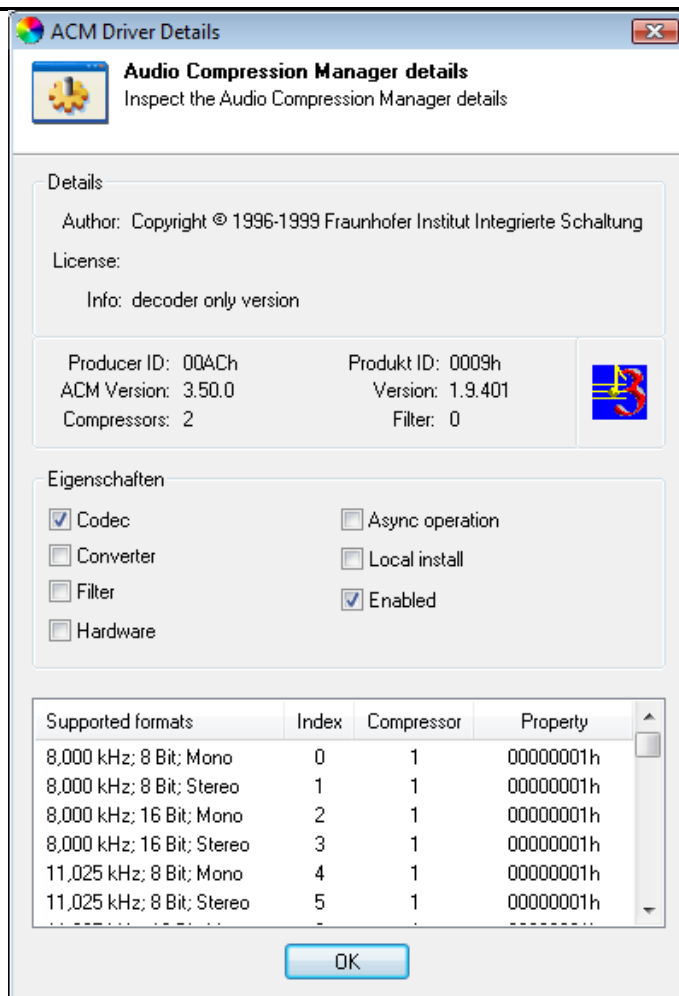 ACM Driver Details
Audio Compression Manager details
Inspect the Audio Compression Manager details
Details
Author: Copyright © 1996-1999 Fraunhofer Institut Integrierte Schaltung
License:
Info: decoder only version
Producer ID: 00ACh Produkt ID: 0009h
ACM Version: 3.50.0 Version: 1.9.401
Compressors: 2 Filter: 0
3
Eigenschaften
Codec Async operation
Converter Local install
Filter Enabled
Hardware
Supported formats Index Compressor Property
8,000 kHz; 8 Bit; Mono 0 1 00000001h
8,000 kHz; 8 Bit; Stereo 1 1 00000001h
8,000 kHz; 16 Bit; Mono 2 1 00000001h
8,000 kHz; 16 Bit; Stereo 3 1 00000001h
11,025 kHz; 8 Bit; Mono 4 1 00000001h
11,025 kHz; 8 Bit; Stereo 5 1 00000001h
OK